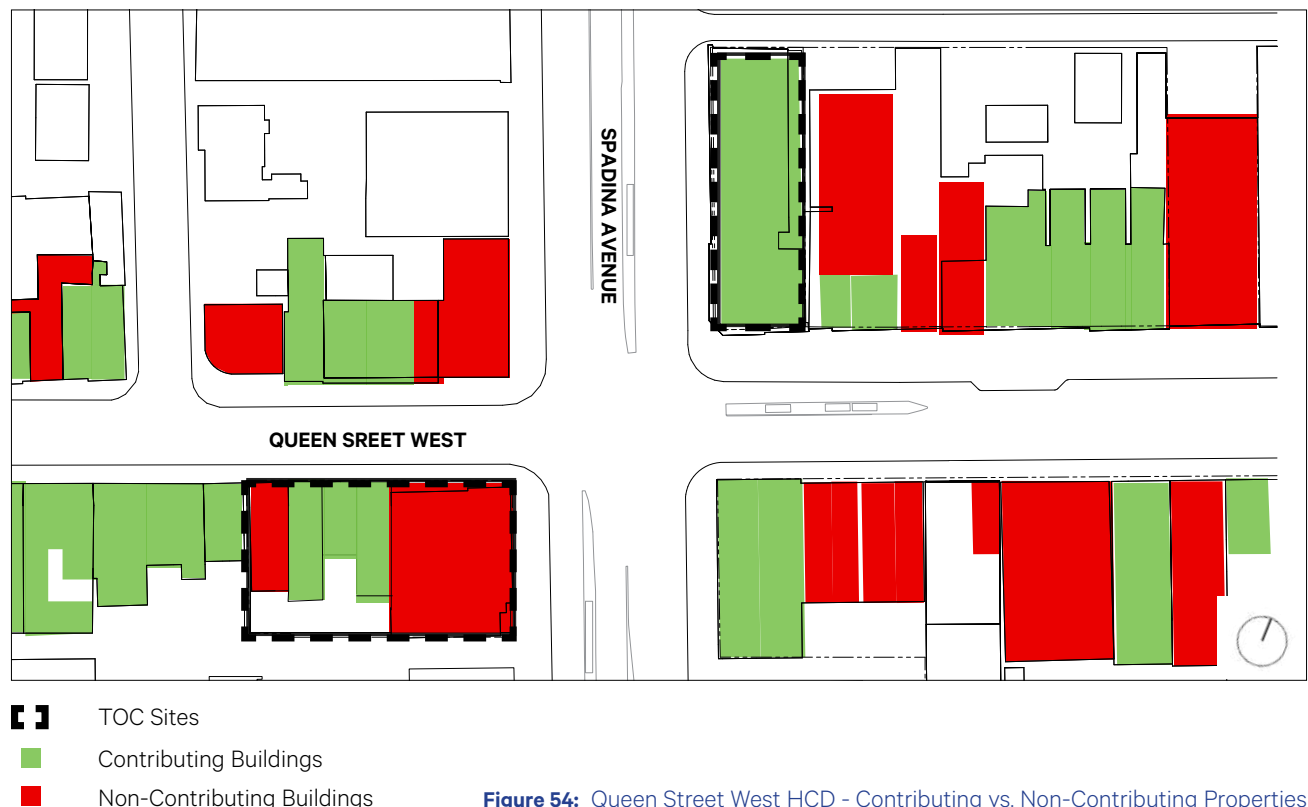 SPADINA AVENUE
QUEEN SREET WEST
TOC Sites
Contributing Buildings
Non-Contributing Buildings
Figure 54: Queen Street West HCD - Contributing vs. Non-Contributing Properties